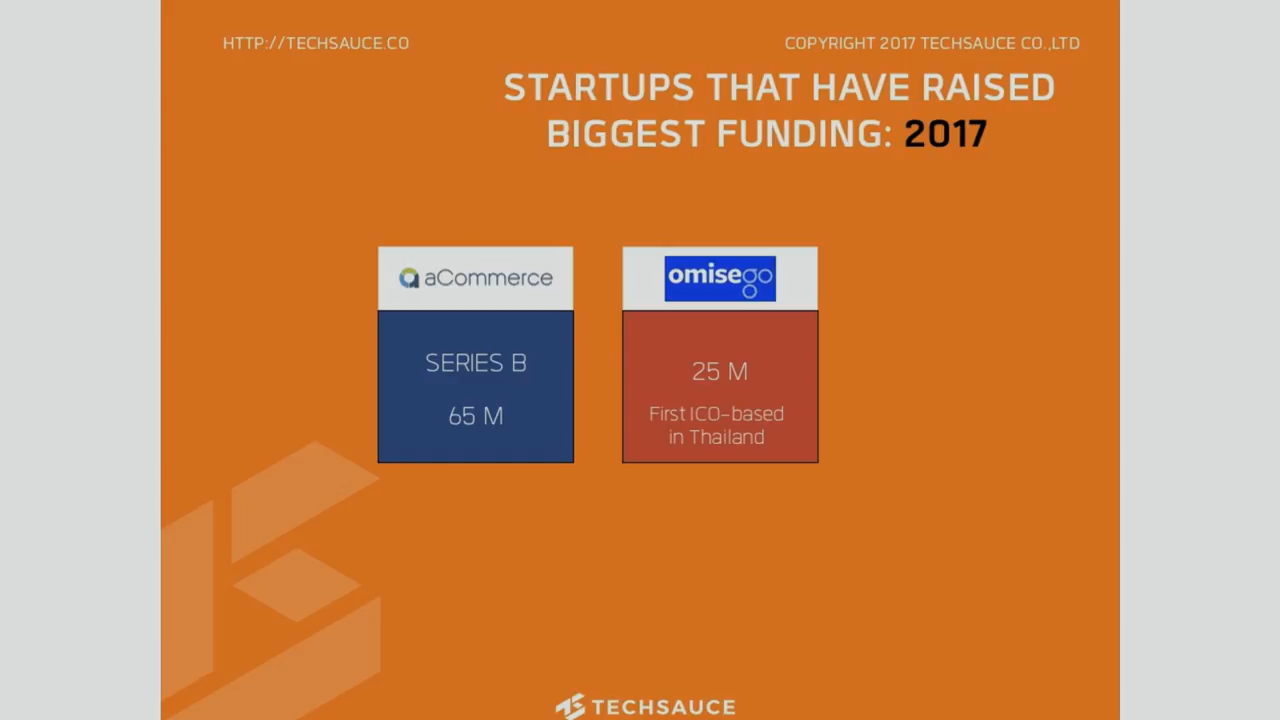 HTTP://TECHSAUCE.CO
COPYRIGHT 2017 TECHSAUCE CO.,LTD
STARTUPS THAT HAVE RAISED
BIGGEST FUNDING: 2017
aCommerce
SERIES B
65 M
omisego
25 M
First ICO-based
in Thailand
TECHSAUCE